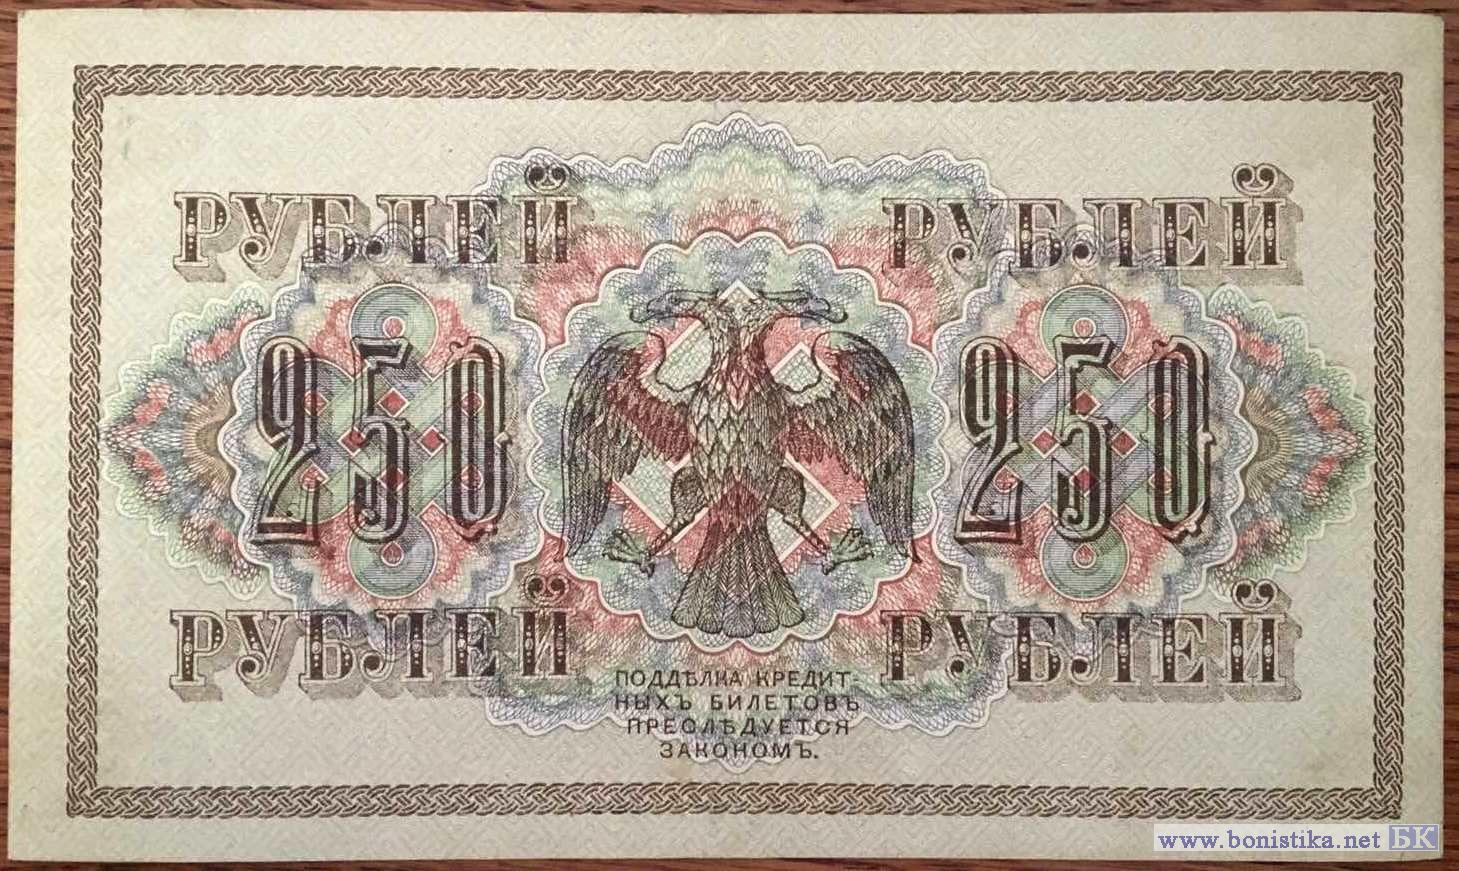 РУБЛЕЙ РУБЛЕЙ
250 250
РУБЛЕЙ РУБЛЕЙ
ПОДДѢЛКА КРЕДИТ-
НЫХЪ БИЛЕТОВЪ
ПРЕСЛѢДУЕТСЯ
ЗАКОНОМЪ.
www.bonistika.net БК